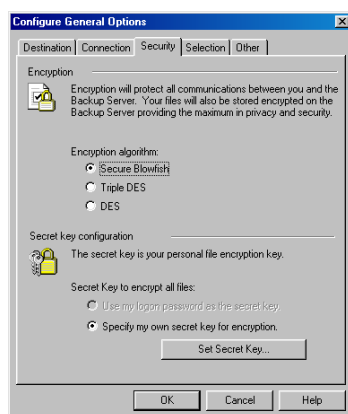 Configure General Options
Destination Connection Security Selection Other
Encryption
Encryption will protect all communications between you and the
Backup Server. Your files will also be stored encrypted on the
Backup Server providing the maximum in privacy and security.
Encryption algorithm:
Secure Blowfish
Triple DES
DES
Secret key configuration
The secret key is your personal file encryption key.
Secret Key to encrypt all files:
Use my logon password as the secret key.
Specify my own secret key for encryption.
Set Secret Key...
OK Cancel Help